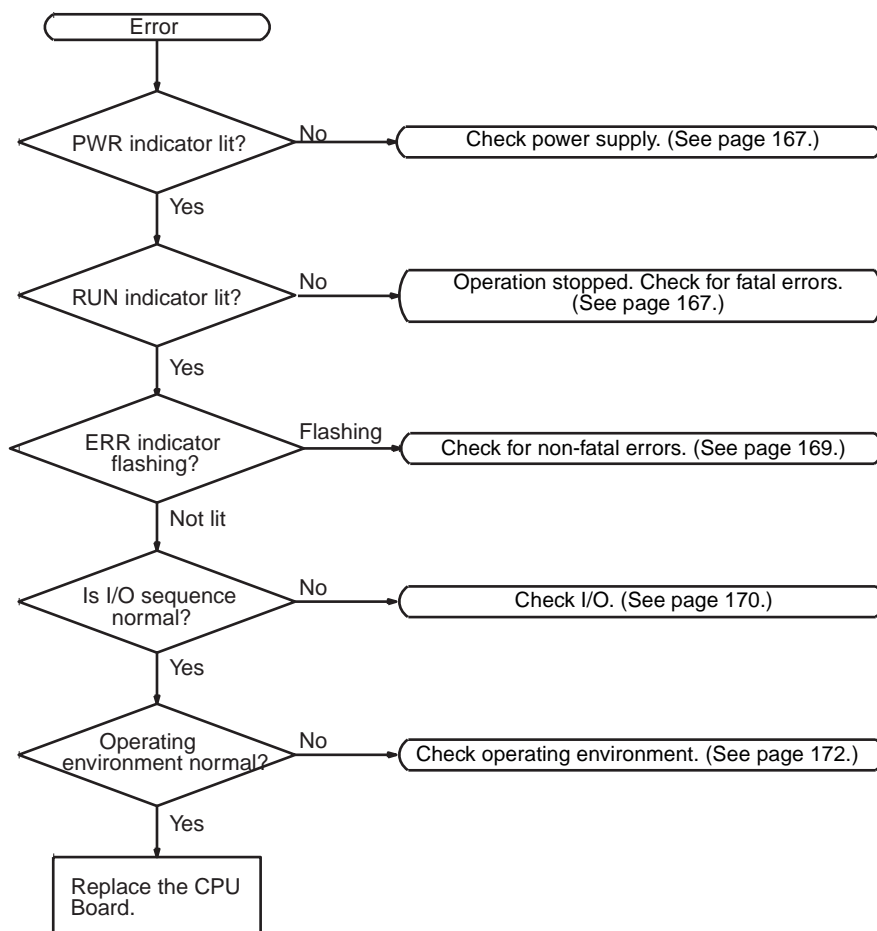 Error
PWR indicator lit?
No
Check power supply. (See page 167.)
Yes
RUN indicator lit?
No
Operation stopped. Check for fatal errors.
(See page 167.)
Yes
ERR indicator
flashing?
Flashing
Check for non-fatal errors. (See page 169.)
Not lit
Is I/O sequence
normal?
No
Check I/O. (See page 170.)
Yes
Operating
environment normal?
No
Check operating environment. (See page 172.)
Yes
Replace the CPU
Board.